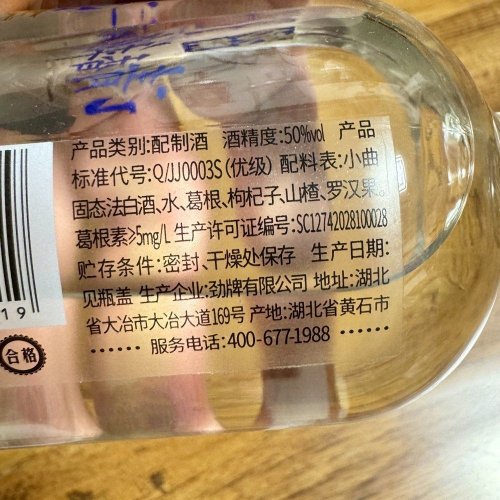 产品类别:配制酒 酒精度:50%vol 产品
标准代号:Q/JJ0003S(优级) 配料表:小曲
固态法白酒、水、葛根、枸杞子、山楂、罗汉果。
葛根素≥5mg/L 生产许可证编号:SC12742028100028
贮存条件:密封、干燥处保存 生产日期:
见瓶盖 生产企业:劲牌有限公司 地址:湖北
省大冶市大冶大道169号 产地:湖北省黄石市
······ 服务电话:400-677-1988 ······
19
合格